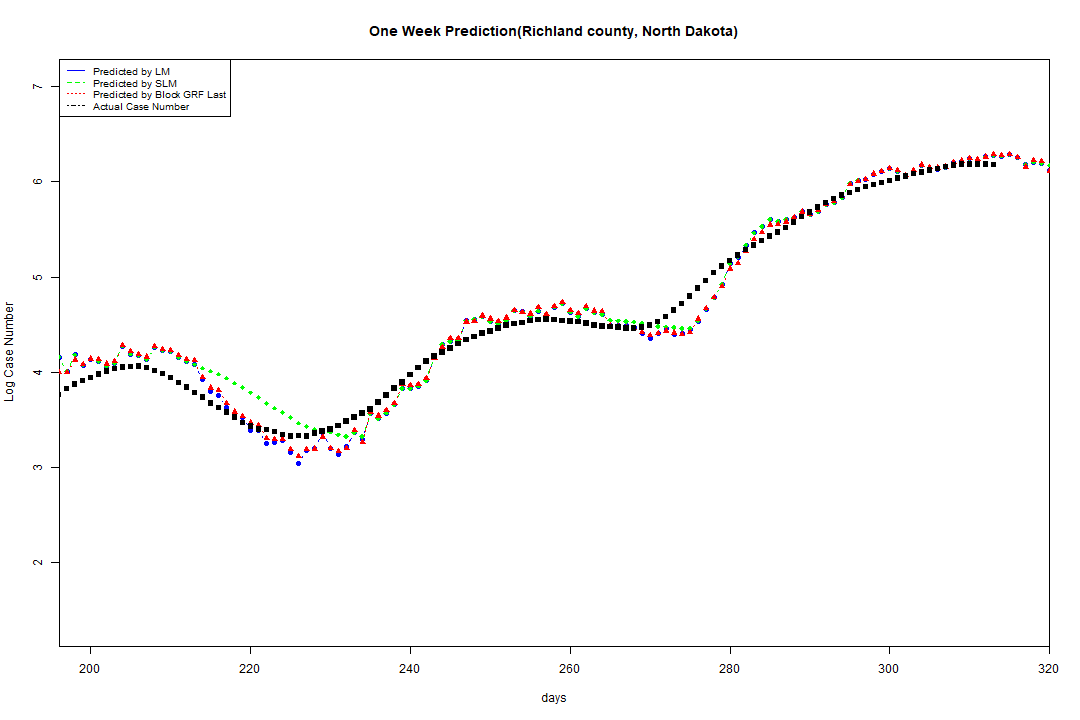 One Week Prediction(Richland county, North Dakota)
Predicted by LM
Predicted by SLM
Predicted by Block GRF Last
Actual Case Number
7
6
5
4
3
2
Log Case Number
200 220 240 260 280 300 320
days